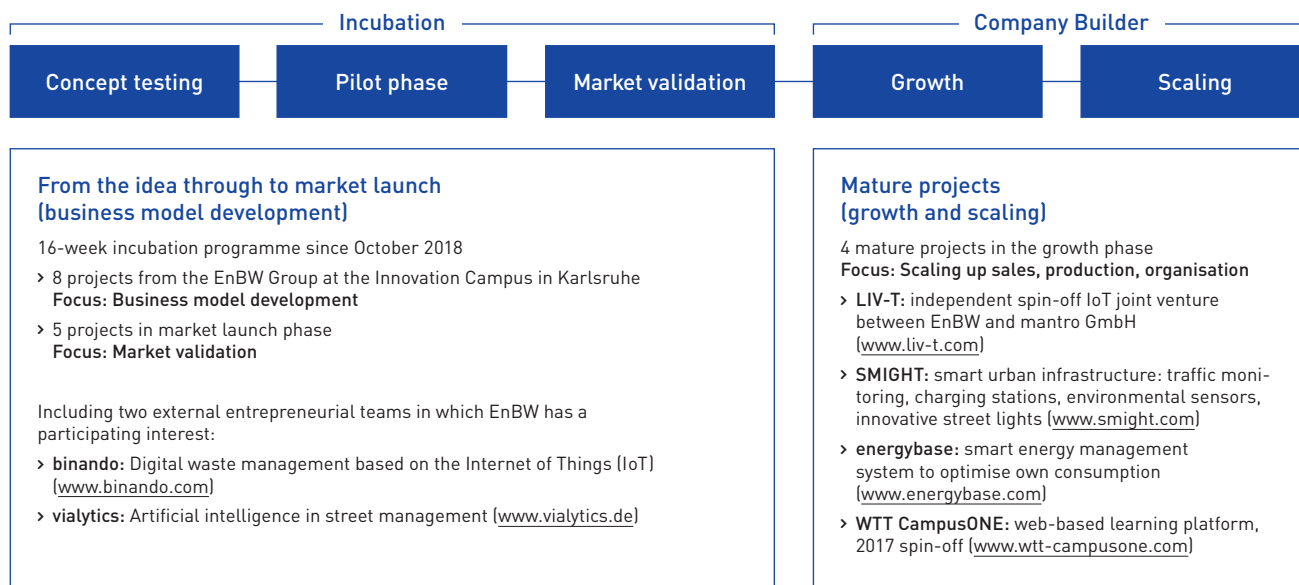 Incubation
Company Builder
Concept testing
Pilot phase
Market validation
Growth
Scaling
From the idea through to market launch
(business model development)
16-week incubation programme since October 2018
› 8 projects from the EnBW Group at the Innovation Campus in Karlsruhe
Focus: Business model development
› 5 projects in market launch phase
Focus: Market validation
Including two external entrepreneurial teams in which EnBW has a
participating interest:
› binando: Digital waste management based on the Internet of Things (IoT)
(www.binando.com)
› vialytics: Artificial intelligence in street management (www.vialytics.de)
Mature projects
(growth and scaling)
4 mature projects in the growth phase
Focus: Scaling up sales, production, organisation
› LIV-T: independent spin-off IoT joint venture
between EnBW and mantro GmbH
(www.liv-t.com)
› SMIGHT: smart urban infrastructure: traffic moni-
toring, charging stations, environmental sensors,
innovative street lights (www.smight.com)
› energybase: smart energy management
system to optimise own consumption
(www.energybase.com)
› WTT CampusONE: web-based learning platform,
2017 spin-off (www.wtt-campusone.com)